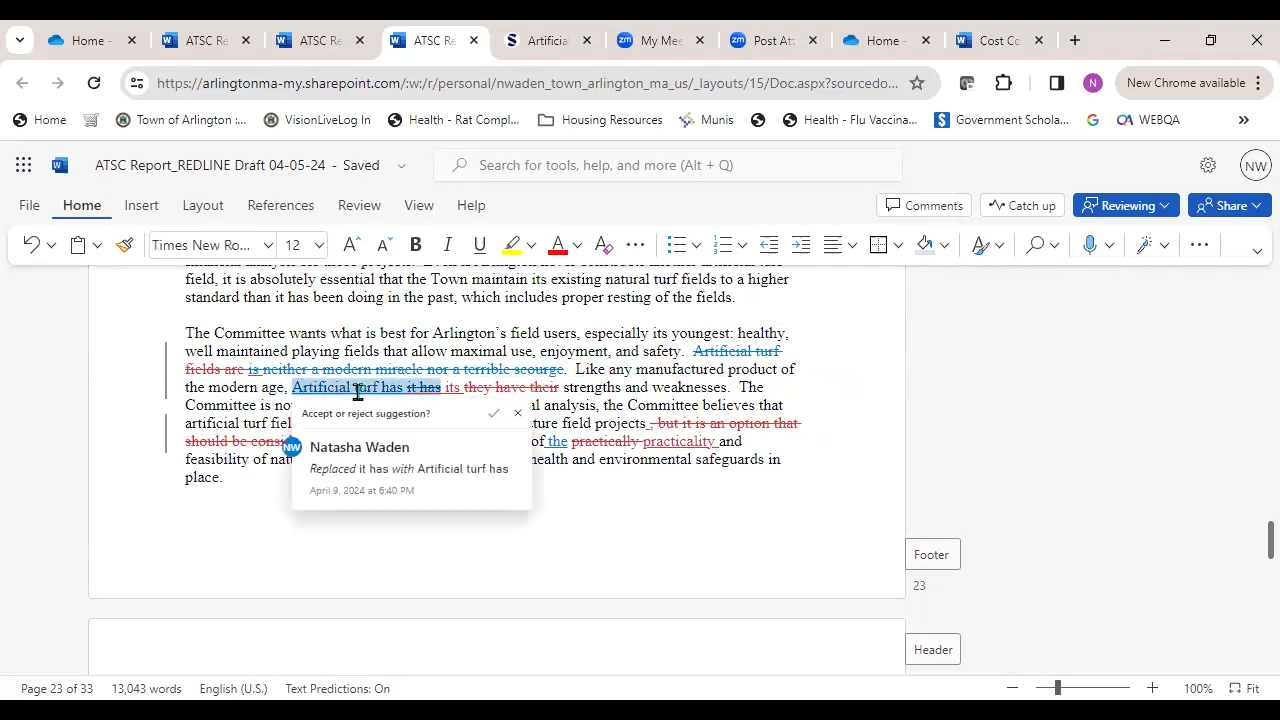 Home -
ATSC Re
ATSC Re
ATSC Re
Artificial
My Mee
Post Att
Home -
Cost Co
https://arlingtonma-my.sharepoint.com/:w:/r/personal/nwaden_town_arlington_ma_us/_layouts/15/Doc.aspx?sourcedo...
N
New Chrome available
Home
Town of Arlington :...
VisionLiveLog In
Health - Rat Compl...
Housing Resources
Munis
Health - Flu Vaccina...
Government Schola...
WEBQA
ATSC Report_REDLINE Draft 04-05-24 - Saved
Search for tools, help, and more (Alt + Q)
NW
File Home Insert Layout References Review View Help
Comments
Catch up
Reviewing
Share
Times New Ro...
12
field, it is absolutely essential that the Town maintain its existing natural turf fields to a higher
standard than it has been doing in the past, which includes proper resting of the fields.
The Committee wants what is best for Arlington's field users, especially its youngest: healthy,
well maintained playing fields that allow maximal use, enjoyment, and safety. Artificial turf
fields are is neither a modern miracle nor a terrible scourge. Like any manufactured product of
the modern age, Artificial turf has it has its they have their strengths and weaknesses. The
Committee is no l analysis, the Committee believes that
artificial turf fiel ture field projects , but it is an option that
should be consi of the practically practicality and
feasibility of nat health and environmental safeguards in
place.
Accept or reject suggestion?
NW
Natasha Waden
Replaced it has with Artificial turf has
April 9, 2024 at 6:40 PM
Footer
23
Header
Page 23 of 33
13,043 words
English (U.S.)
Text Predictions: On
100%
Fit